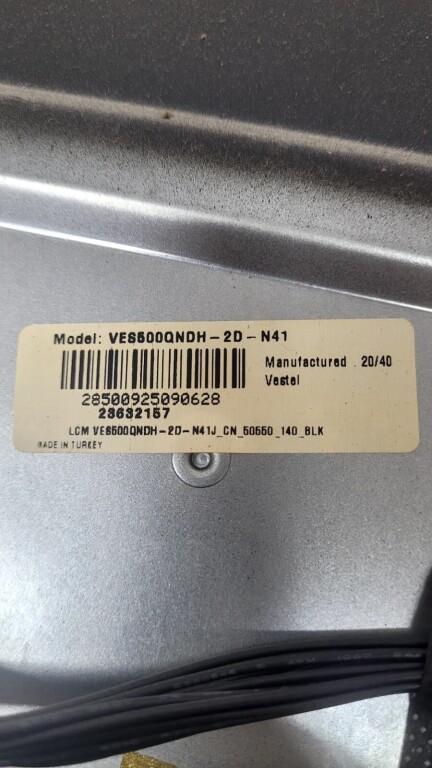 Model: VES500QNDH-2D-N41
Manufactured 20/40
Vestel
28500925090628
23632157
LCM VES500QNDH-2D-N41J_CN_50550_140_BLK
MADE IN TURKEY